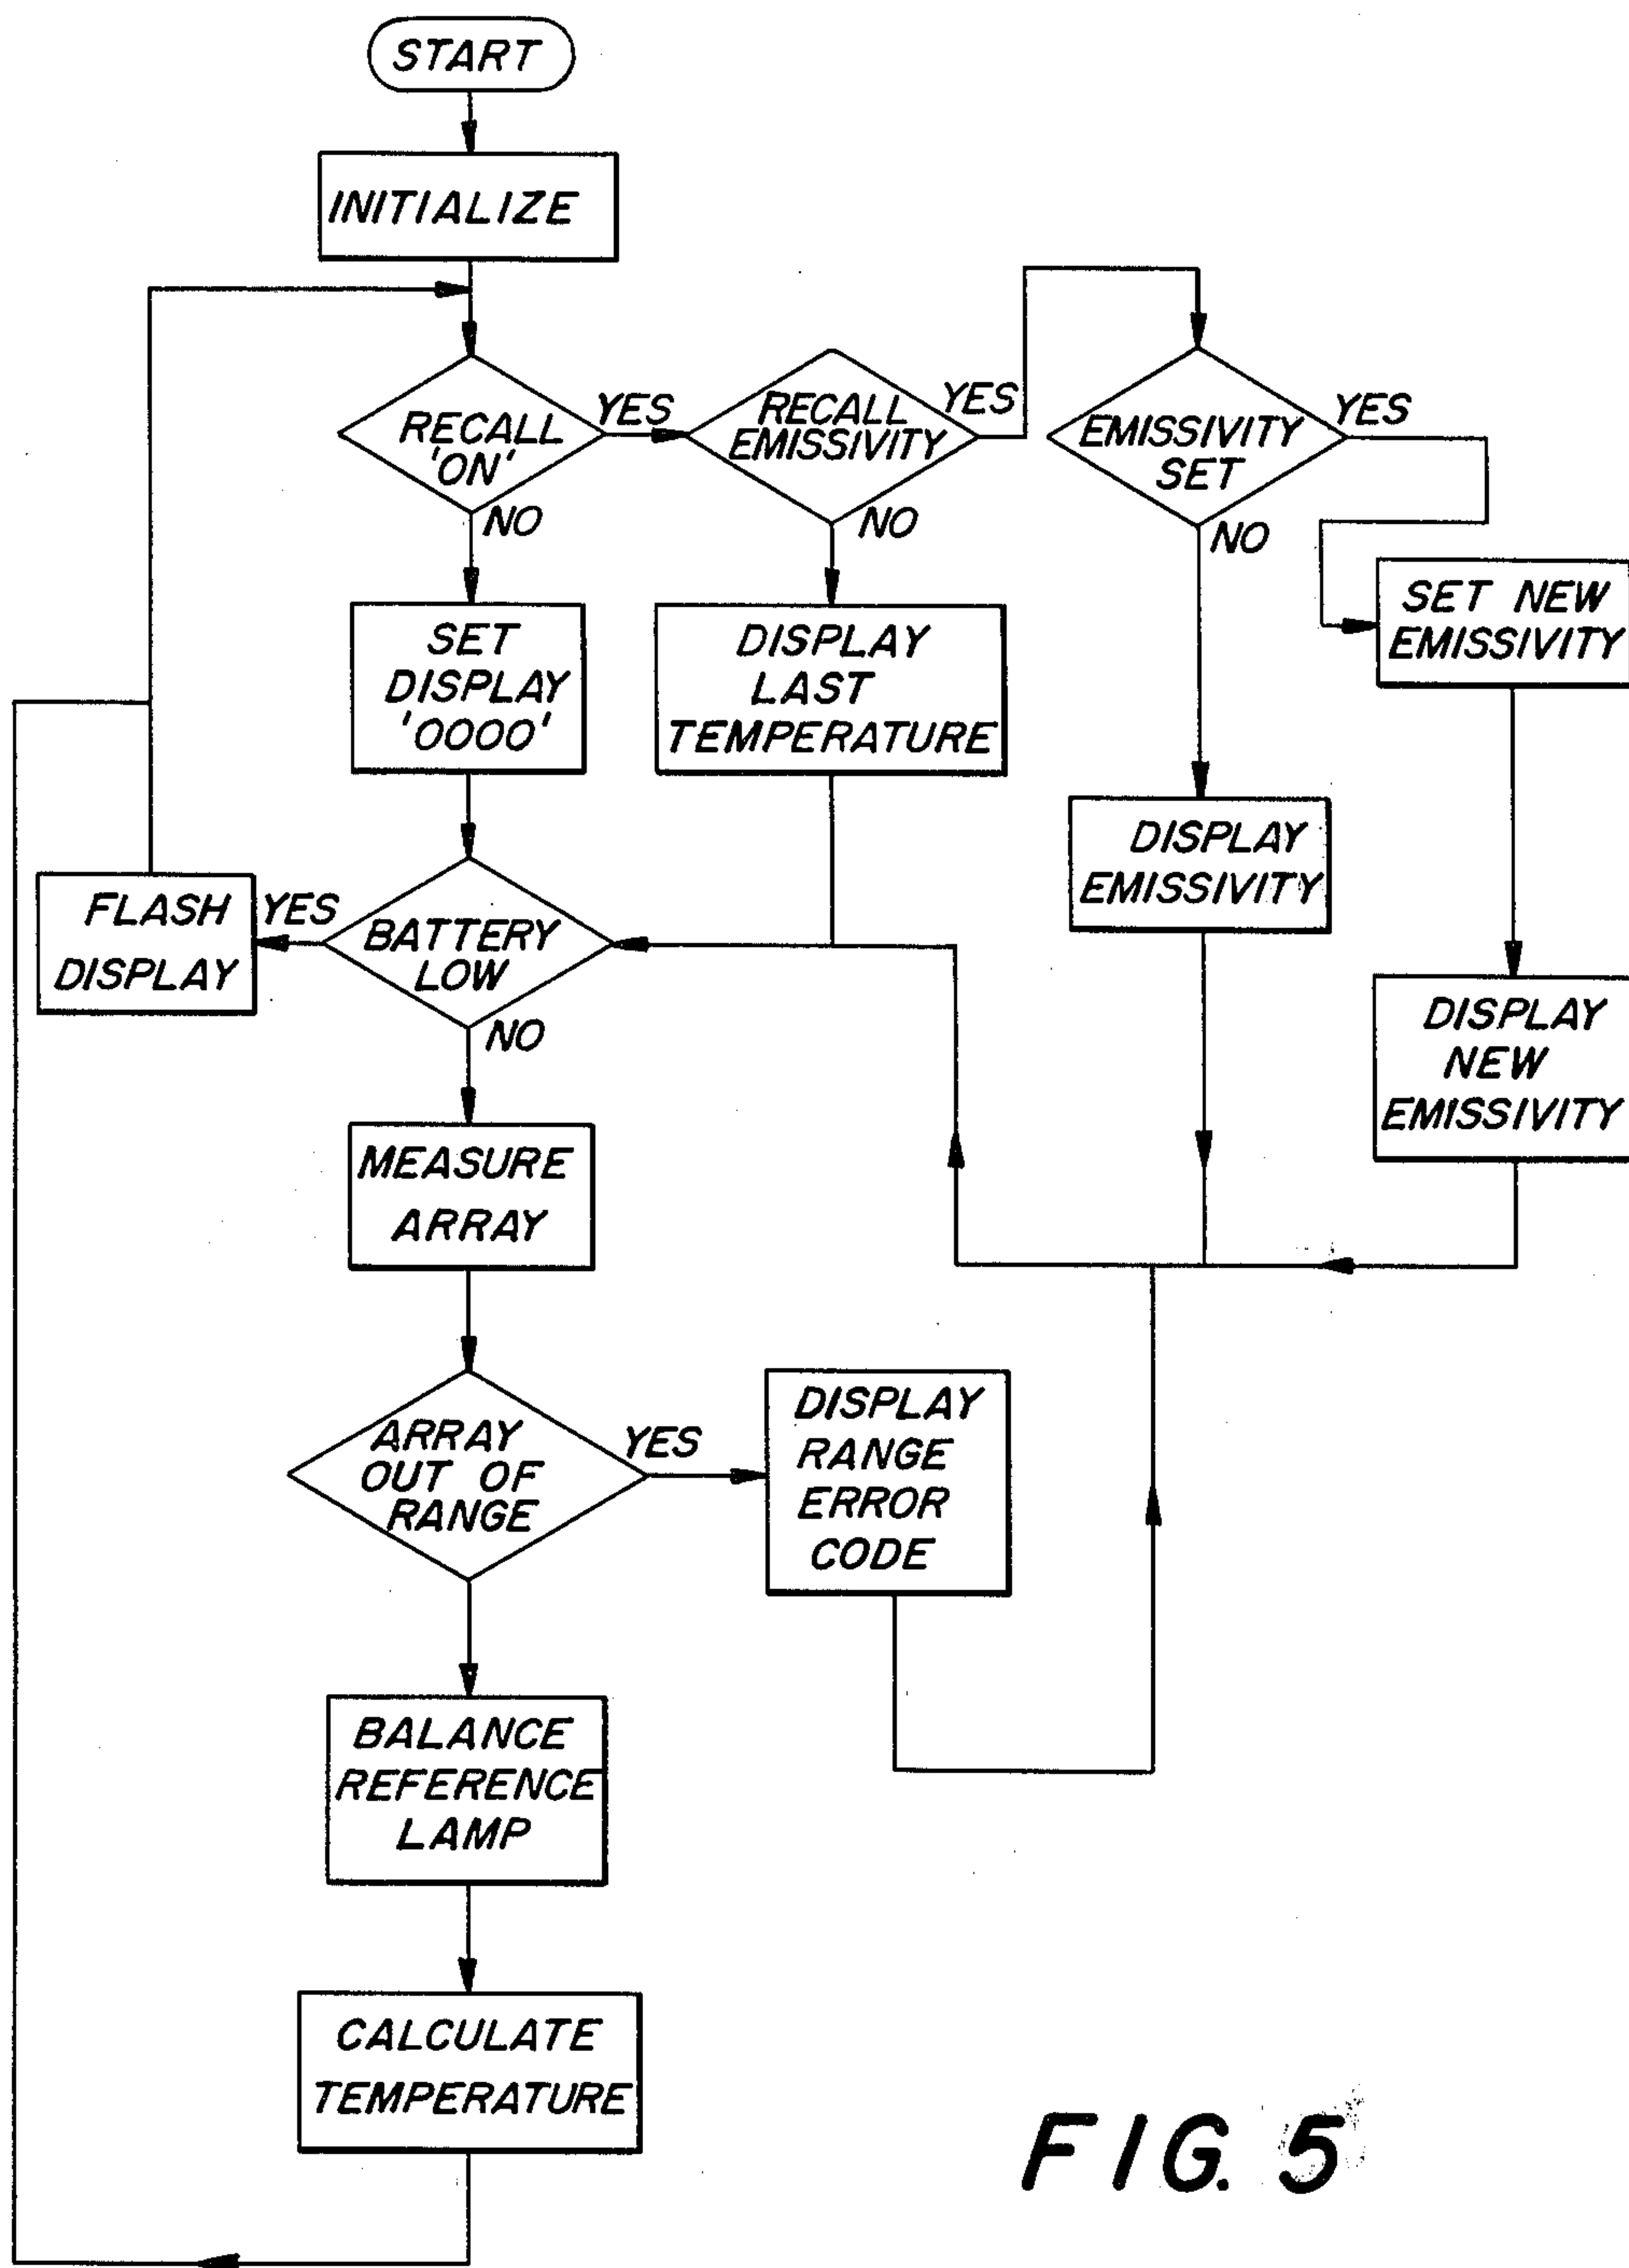 START
INITIALIZE
RECALL
'ON'
YES
NO
RECALL
EMISSIVITY
YES
NO
EMISSIVITY
SET
YES
NO
SET NEW
EMISSIVITY
SET
DISPLAY
'0000'
DISPLAY
LAST
TEMPERATURE
DISPLAY
EMISSIVITY
FLASH
DISPLAY
YES
BATTERY
LOW
NO
DISPLAY
NEW
EMISSIVITY
MEASURE
ARRAY
ARRAY
OUT OF
RANGE
YES
DISPLAY
RANGE
ERROR
CODE
BALANCE
REFERENCE
LAMP
CALCULATE
TEMPERATURE
FIG. 5